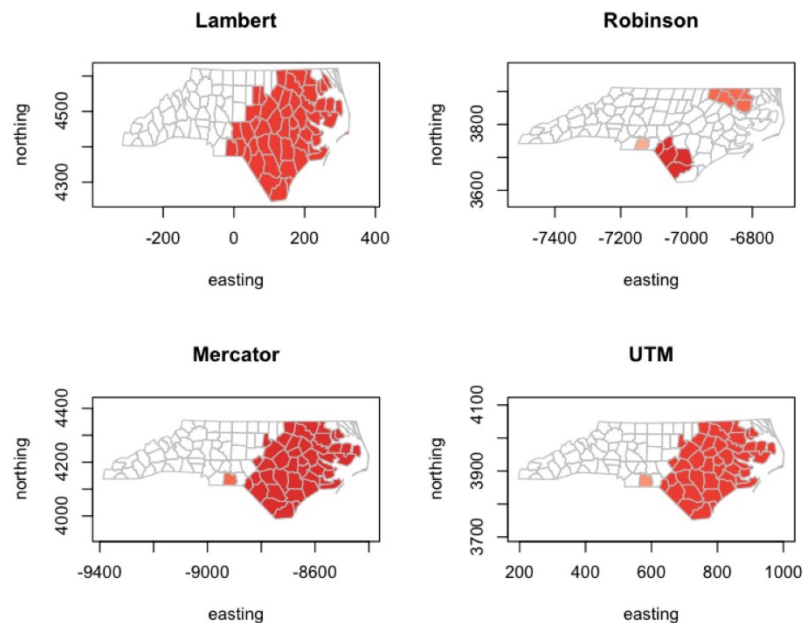 Lambert
northing
4500
4300
-200
0
200
400
easting
Robinson
northing
3800
3600
-7400
-7200
-7000
-6800
easting
Mercator
northing
4400
4200
4000
-9400
-9000
-8600
easting
UTM
northing
4100
3900
3700
200
400
600
800
1000
easting